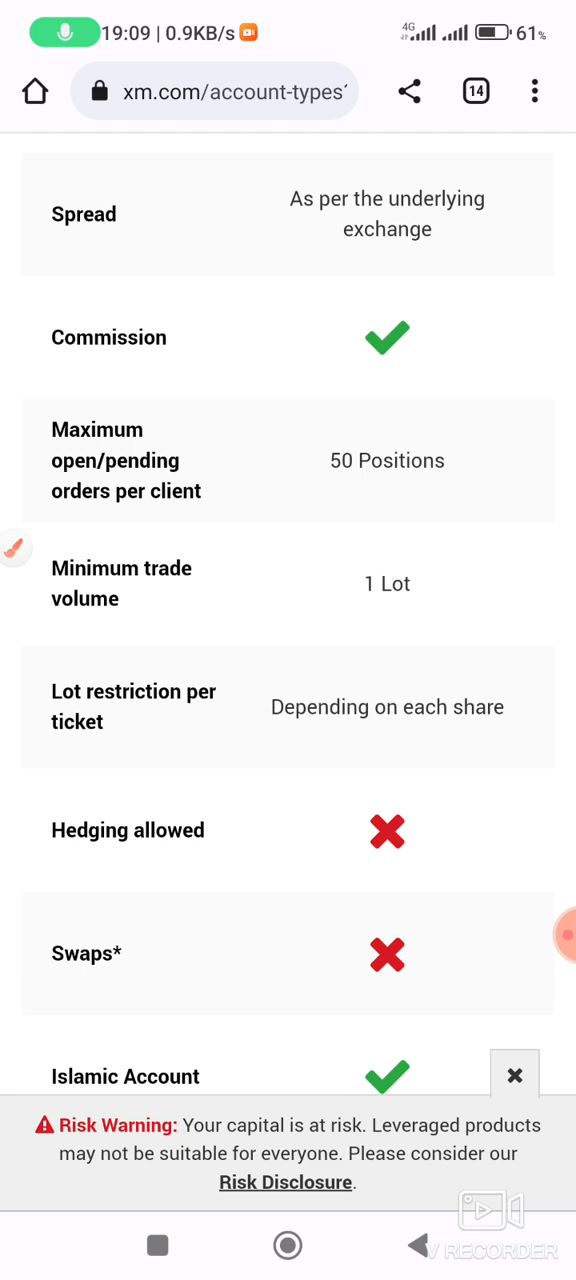 19:09 | 0.9KB/s
4G
61%
xm.com/account-types
14
Spread
As per the underlying
exchange
Commission
Maximum
open/pending
orders per client
50 Positions
Minimum trade
volume
1 Lot
Lot restriction per
ticket
Depending on each share
Hedging allowed
Swaps*
Islamic Account
Risk Warning: Your capital is at risk. Leveraged products
may not be suitable for everyone. Please consider our
Risk Disclosure.
V RECORDER